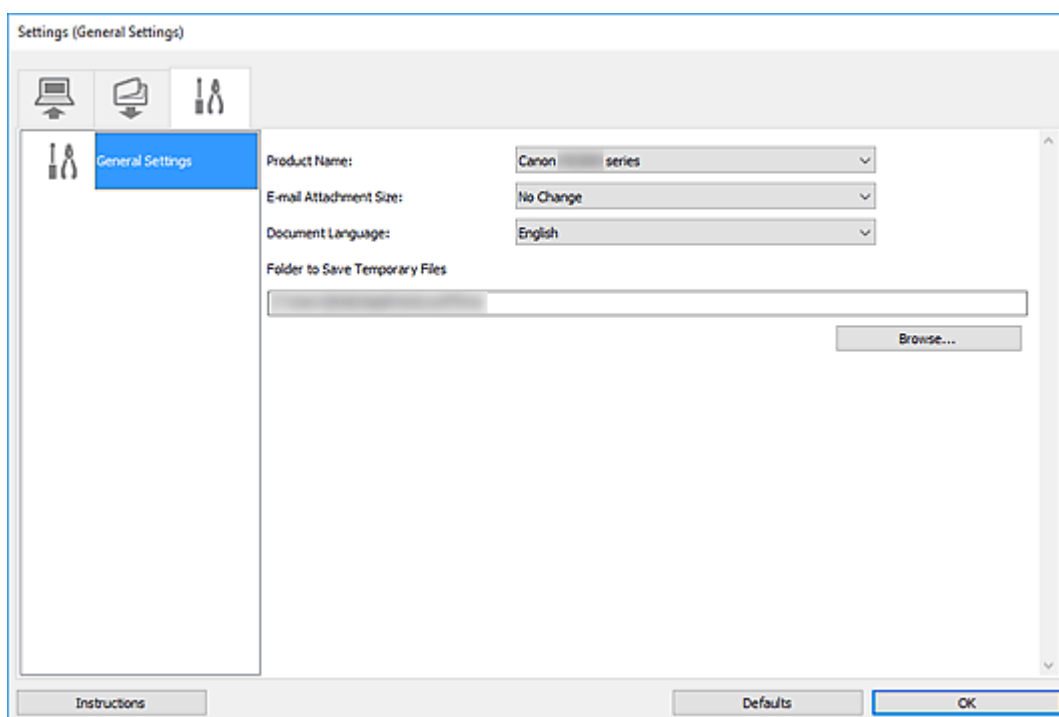 Settings (General Settings)
General Settings
Product Name:
Canon series
E-mail Attachment Size:
No Change
Document Language:
English
Folder to Save Temporary Files
Browse...
Instructions
Defaults
OK